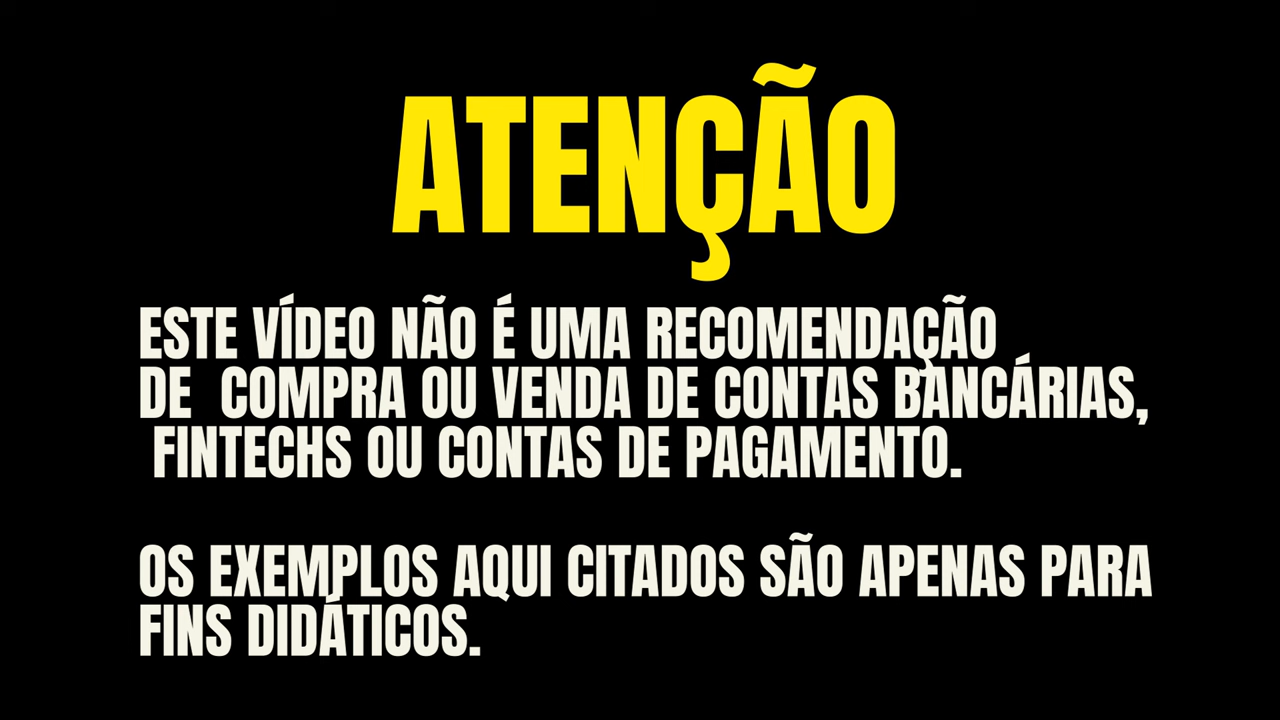 ATENÇÃO
ESTE VÍDEO NÃO É UMA RECOMENDAÇÃO
DE COMPRA OU VENDA DE CONTAS BANCÁRIAS,
FINTECHS OU CONTAS DE PAGAMENTO.
OS EXEMPLOS AQUI CITADOS SÃO APENAS PARA
FINS DIDÁTICOS.